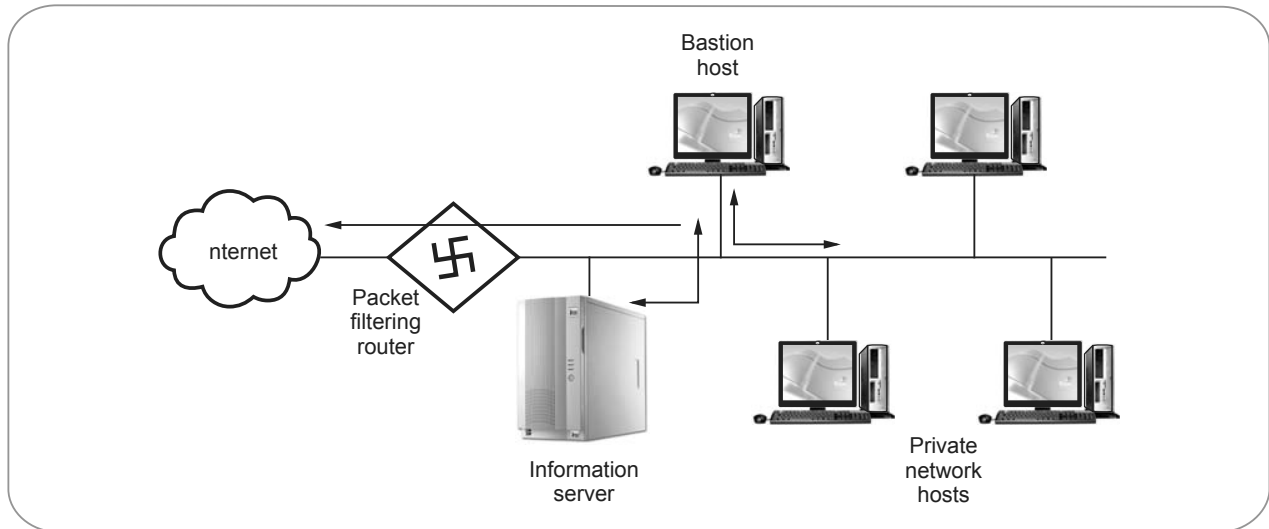 Bastion
host
nternet
Packet
filtering
router
Information
server
Private
network
hosts